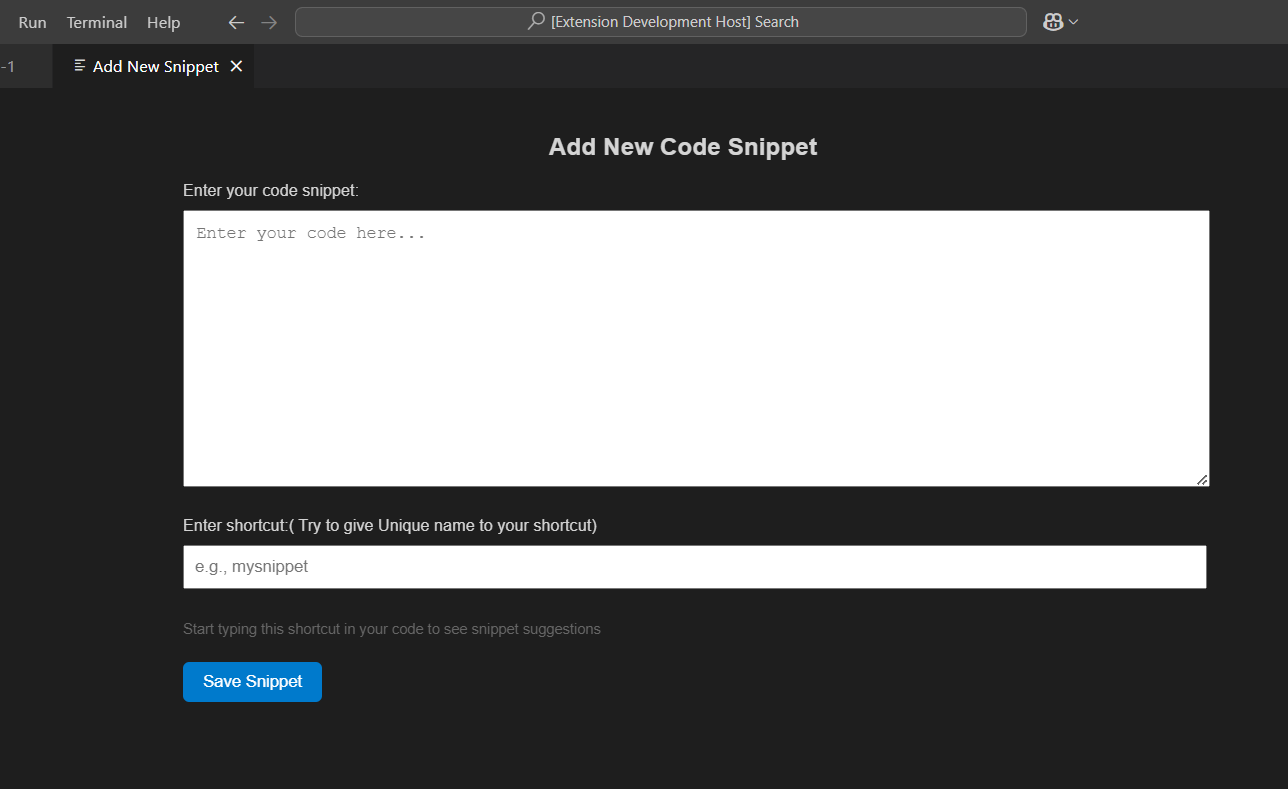 Run Terminal Help [Extension Development Host] Search
-1 Add New Snippet
Add New Code Snippet
Enter your code snippet:
Enter your code here...
Enter shortcut:( Try to give Unique name to your shortcut)
e.g., mysnippet
Start typing this shortcut in your code to see snippet suggestions
Save Snippet